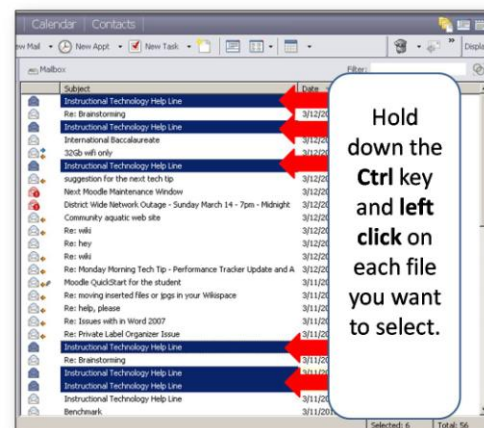 Calendar Contacts
New Mail New Appt New Task Displa
Mailbox Filter:
Subject Date
Instructional Technology Help Line
Re: Brainstorming 3/12/20
Instructional Technology Help Line
International Baccalaureate 3/12/20
32Gb wifi only 3/12/20
Instructional Technology Help Line
suggestion for the next tech tip 3/12/20
Next Moodle Maintenance Window 3/12/20
District Wide Network Outage - Sunday March 14 - 7pm - Midnight 3/12/20
Community aquatic web site 3/12/20
Re: wiki 3/12/20
Re: hey 3/12/20
Re: wiki 3/12/20
Re: Monday Morning Tech Tip - Performance Tracker Update and A 3/12/20
Moodle QuickStart for the student 3/11/20
Re: moving inserted files or jpgs in your Wikispace 3/11/20
Re: help, please 3/11/20
Re: Issues with in Word 2007 3/11/20
Re: Private Label Organizer Issue 3/11/20
Instructional Technology Help Line 3/11/20
Re: Brainstorming 3/11/20
Instructional Technology Help Line 3/11/20
Instructional Technology Help Line
Instructional Technology Help Line 3/11/20
Benchmark 3/11/201
Selected: 6 Total: 56
Hold
down the
Ctrl key
and left
click on
each file
you want
to select.